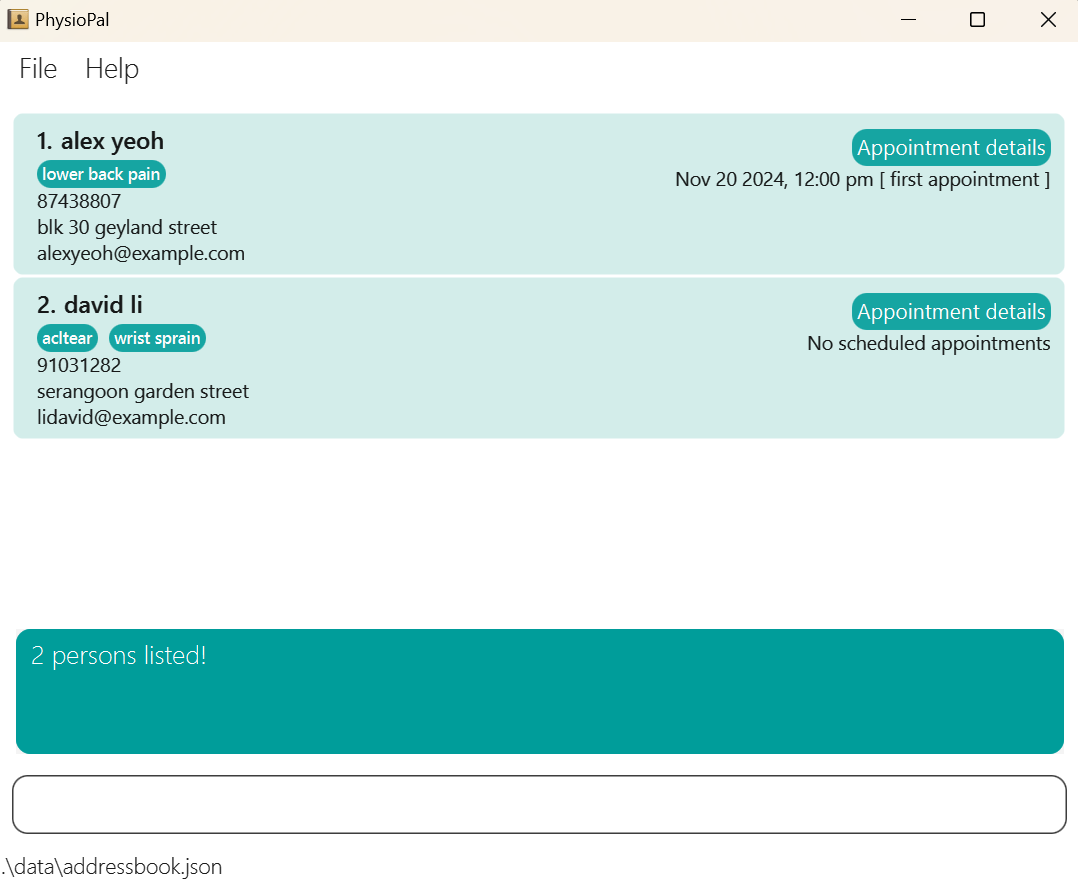 PhysioPal
File Help
1. alex yeoh
Appointment details
lower back pain
Nov 20 2024, 12:00 pm [ first appointment ]
87438807
blk 30 geyland street
alexyeoh@example.com
2. david li
Appointment details
acltear wrist sprain
No scheduled appointments
91031282
serangoon garden street
lidavid@example.com
2 persons listed!
.\data\addressbook.json